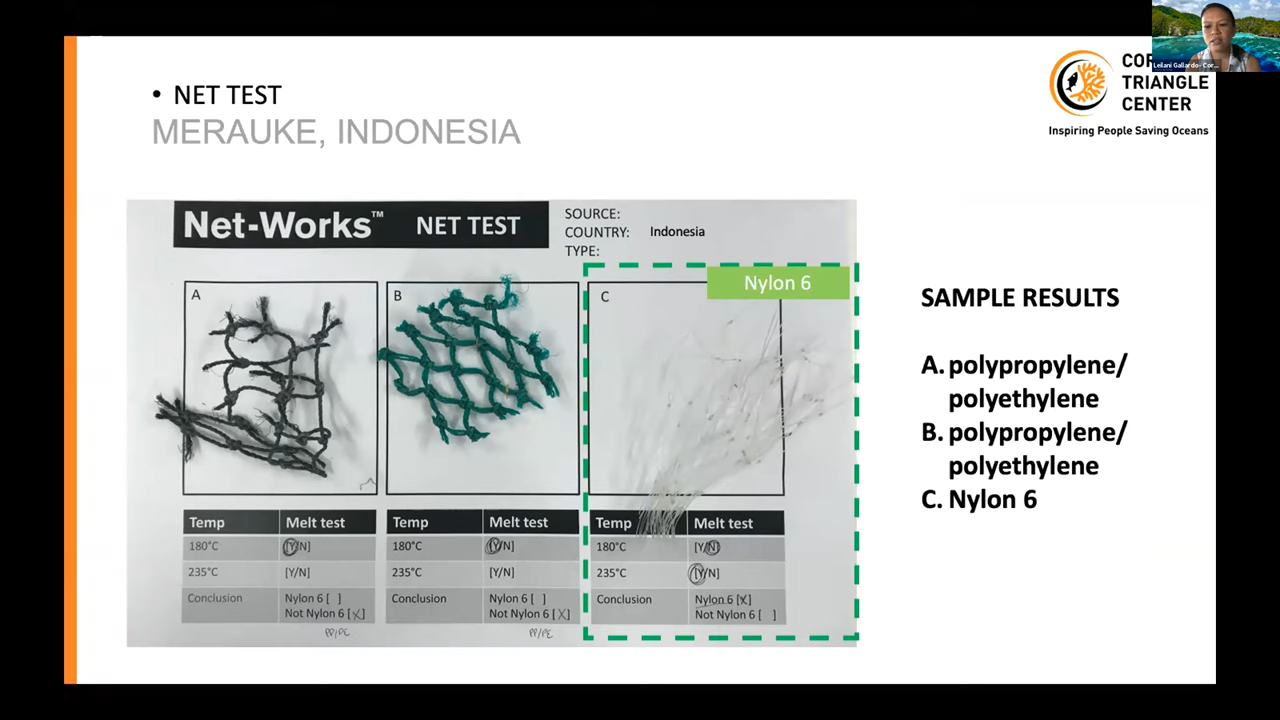 Leilani Gallardo- Cor...
• NET TEST
MERAUKE, INDONESIA
TRIANGLE
CENTER
Inspiring People Saving Oceans
Net-Works™ NET TEST
SOURCE:
COUNTRY: Indonesia
TYPE:
A
B
C
Nylon 6
Temp Melt test
180°C [Y/N]
235°C [Y/N]
Conclusion Nylon 6 [ ]
Not Nylon 6 [X]
PP/PE
Temp Melt test
180°C [Y/N]
235°C [Y/N]
Conclusion Nylon 6 [ ]
Not Nylon 6 [X]
PP/PE
Temp Melt test
180°C [Y/N]
235°C [Y/N]
Conclusion Nylon 6 [X]
Not Nylon 6 [ ]
SAMPLE RESULTS
A. polypropylene/
polyethylene
B. polypropylene/
polyethylene
C. Nylon 6